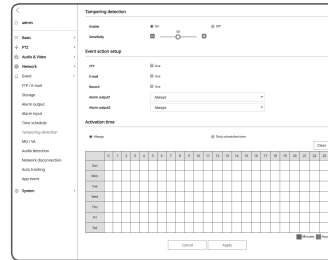 Tampering detection
admin
Enable
On
Off
Sensitivity
50
Basic
PTZ
Audio & Video
Network
Event
FTP / E-mail
Storage
Alarm output
Alarm input
Time schedule
Tampering detection
MD / VA
Audio detection
Network disconnection
Auto tracking
App event
System
Event action setup
FTP
Use
E-mail
Use
Record
Use
Alarm output1
Always
Alarm output2
Always
Activation time
Always
Only scheduled time
Clear
0 1 2 3 4 5 6 7 8 9 10 11 12 13 14 15 16 17 18 19 20 21 22 23
Sun
Mon
Tue
Wed
Thu
Fri
Sat
Minutes
Cancel
Apply